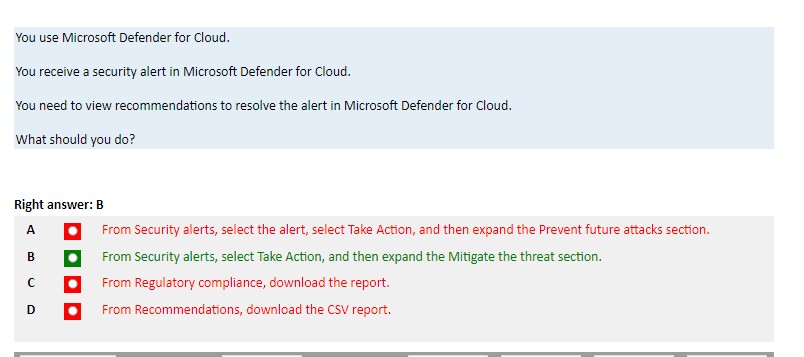 You use Microsoft Defender for Cloud.
You receive a security alert in Microsoft Defender for Cloud.
You need to view recommendations to resolve the alert in Microsoft Defender for Cloud.
What should you do?
Right answer: B
A From Security alerts, select the alert, select Take Action, and then expand the Prevent future attacks section.
B From Security alerts, select Take Action, and then expand the Mitigate the threat section.
C From Regulatory compliance, download the report.
D From Recommendations, download the CSV report.